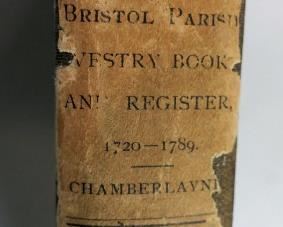 BRISTOL PARISH
VESTRY BOOK
AND REGISTER,
1720—1789.
CHAMBERLAYNE